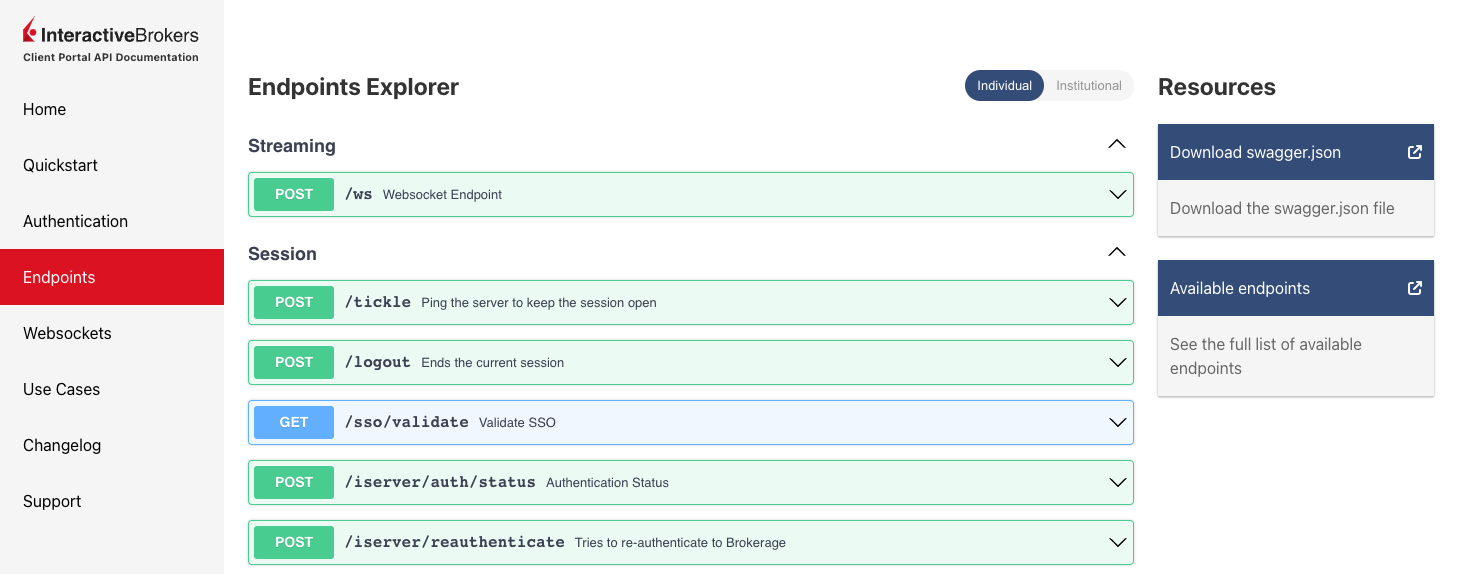 InteractiveBrokers
Client Portal API Documentation
Home
Quickstart
Authentication
Endpoints
Websockets
Use Cases
Changelog
Support
Endpoints Explorer
Individual Institutional
Streaming
POST /ws Websocket Endpoint
Session
POST /tickle Ping the server to keep the session open
POST /logout Ends the current session
GET /sso/validate Validate SSO
POST /iserver/auth/status Authentication Status
POST /iserver/reauthenticate Tries to re-authenticate to Brokerage
Resources
Download swagger.json
Download the swagger.json file
Available endpoints
See the full list of available
endpoints